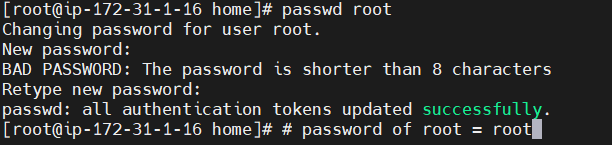 [root@ip-172-31-1-16 home]# passwd root
Changing password for user root.
New password:
BAD PASSWORD: The password is shorter than 8 characters
Retype new password:
passwd: all authentication tokens updated successfully.
[root@ip-172-31-1-16 home]# # password of root = root